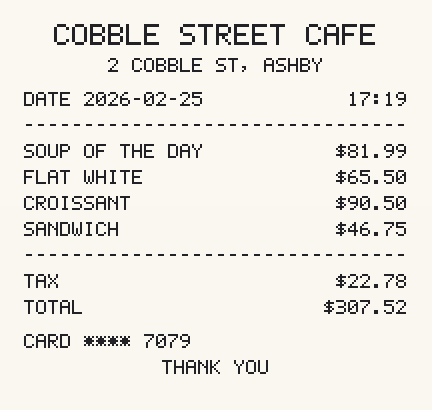 COBBLE STREET CAFE
2 COBBLE ST, ASHBY
DATE 2026-02-25 17:19
--------------------------------
SOUP OF THE DAY $81.99
FLAT WHITE $65.50
CROISSANT $90.50
SANDWICH $46.75
--------------------------------
TAX $22.78
TOTAL $307.52
CARD **** 7079
THANK YOU